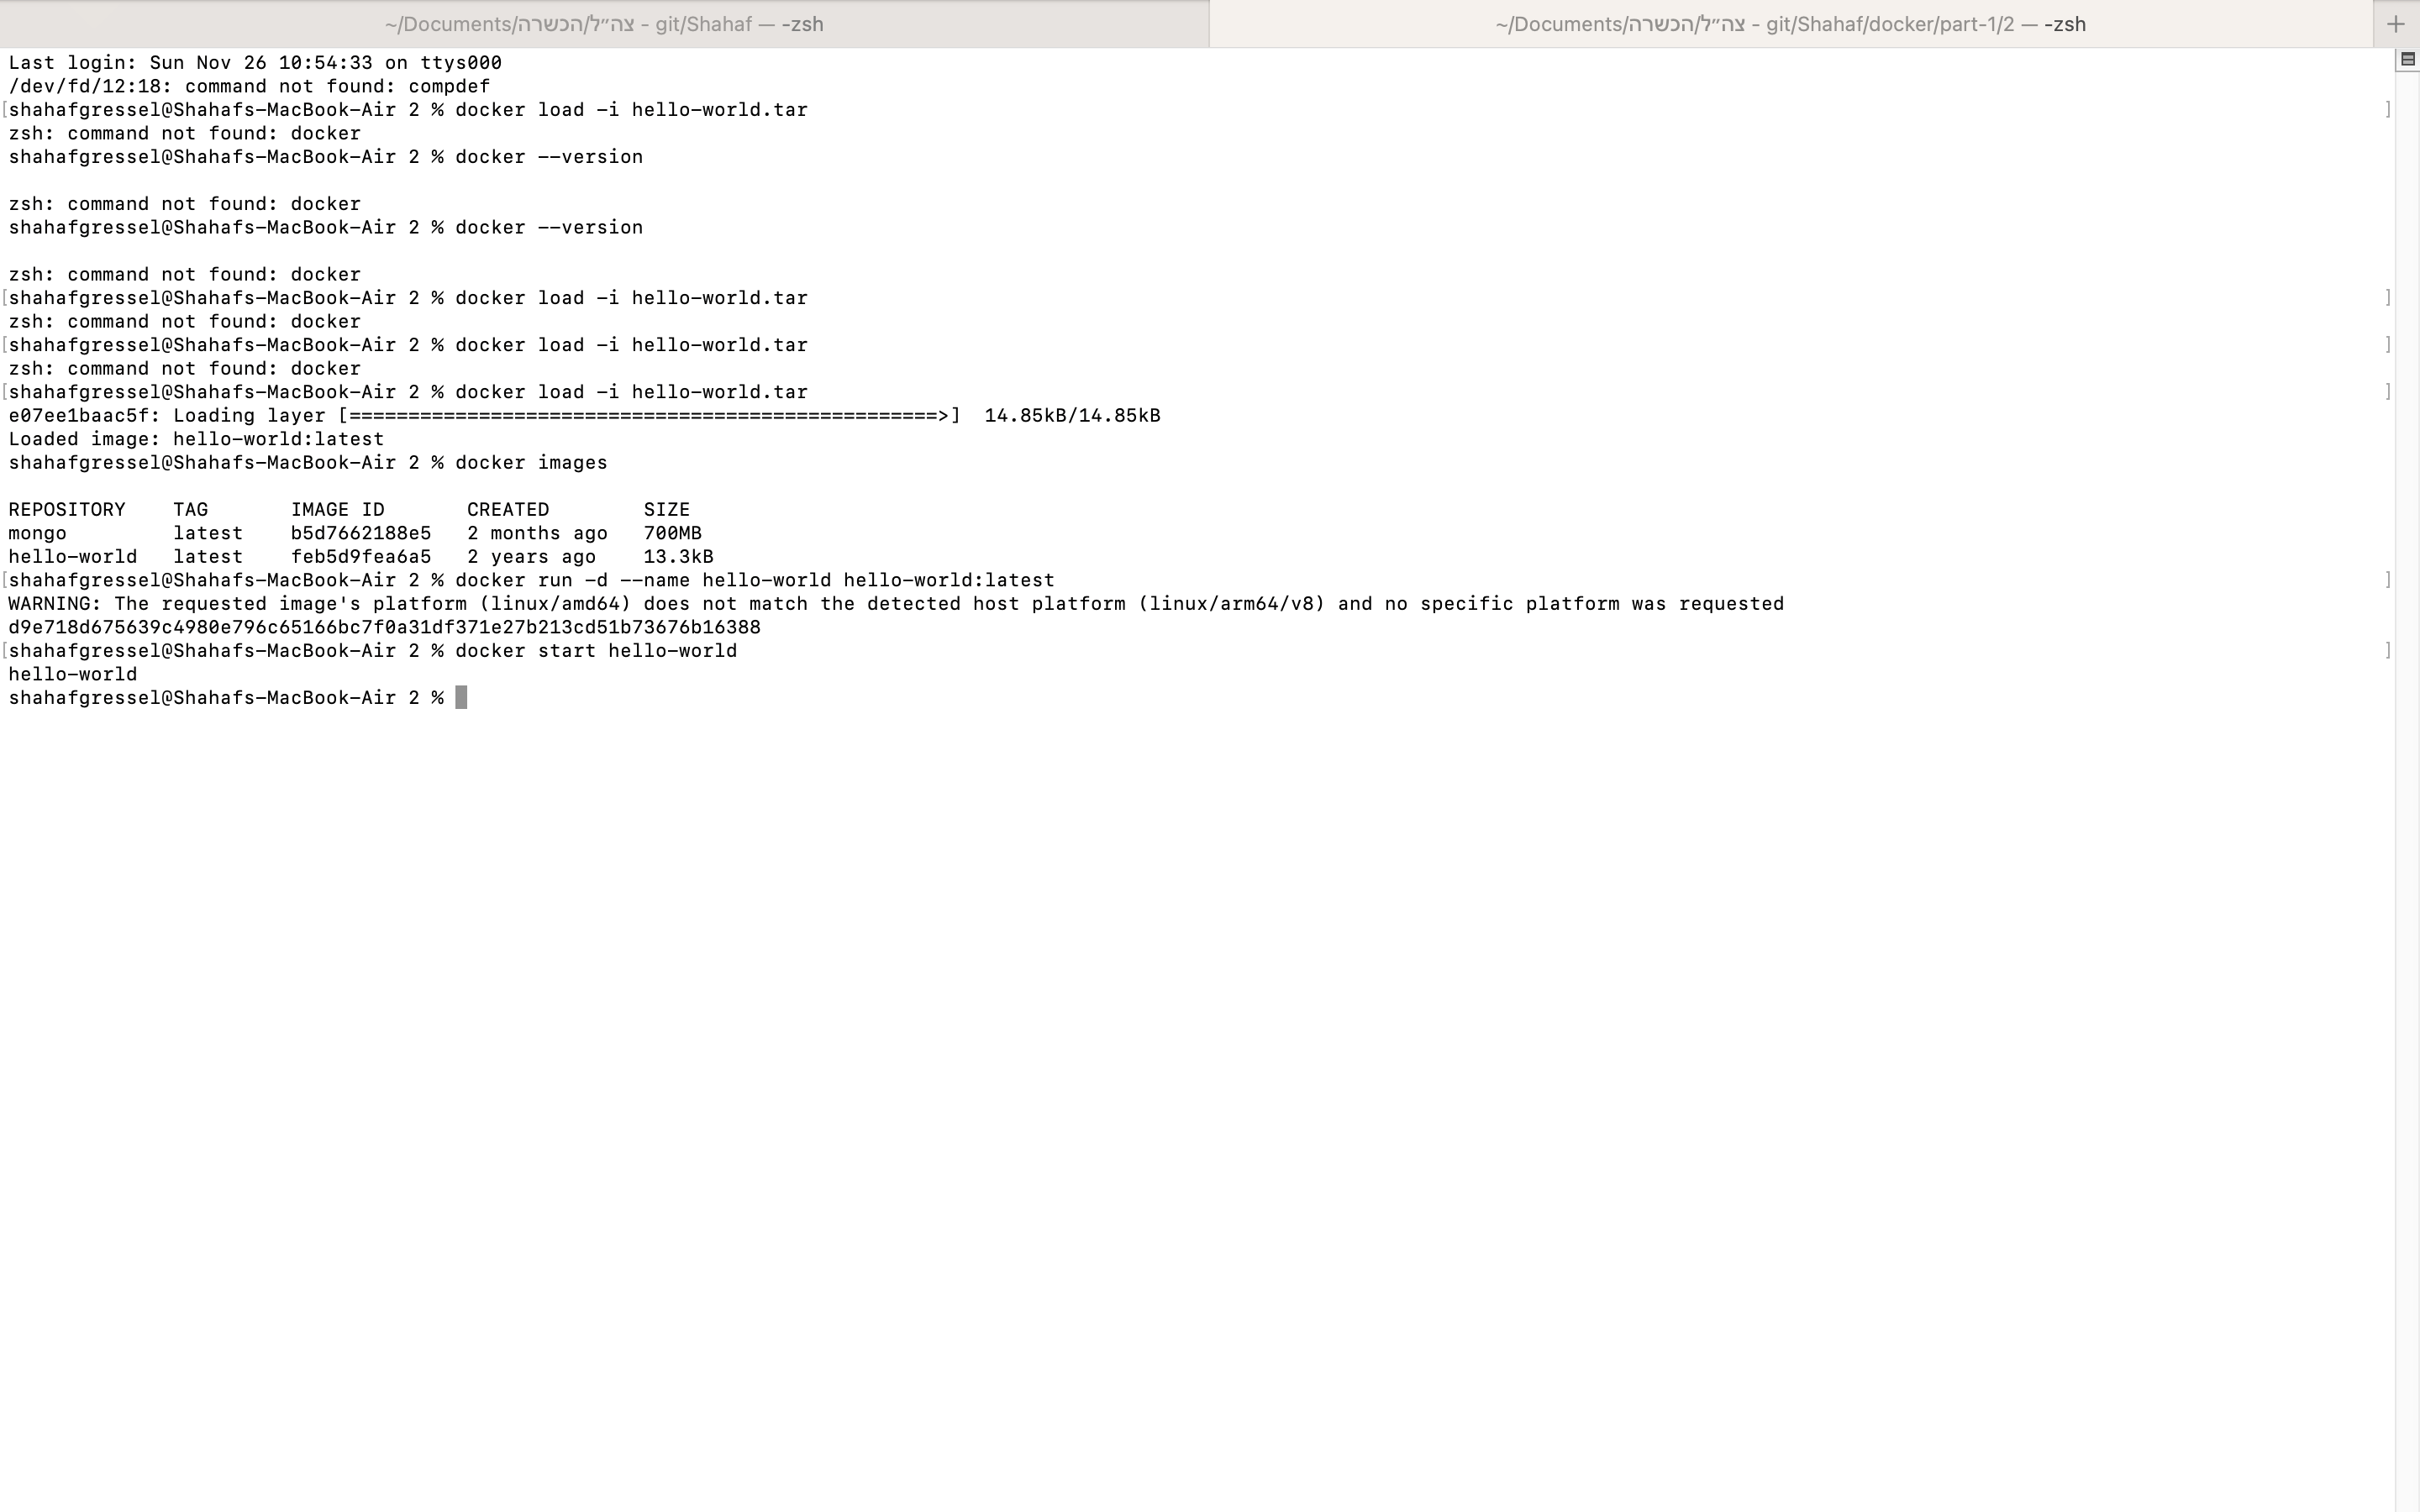 ~/Documents/צה״ל/הכשרה - git/Shahaf — -zsh
~/Documents/צה״ל/הכשרה - git/Shahaf/docker/part-1/2 — -zsh
Last login: Sun Nov 26 10:54:33 on ttys000
/dev/fd/12:18: command not found: compdef
[shahafgressel@Shahafs-MacBook-Air 2 % docker load -i hello-world.tar ]
zsh: command not found: docker
shahafgressel@Shahafs-MacBook-Air 2 % docker --version
zsh: command not found: docker
shahafgressel@Shahafs-MacBook-Air 2 % docker --version
zsh: command not found: docker
[shahafgressel@Shahafs-MacBook-Air 2 % docker load -i hello-world.tar ]
zsh: command not found: docker
[shahafgressel@Shahafs-MacBook-Air 2 % docker load -i hello-world.tar ]
zsh: command not found: docker
[shahafgressel@Shahafs-MacBook-Air 2 % docker load -i hello-world.tar ]
e07ee1baac5f: Loading layer [==================================================>]  14.85kB/14.85kB
Loaded image: hello-world:latest
shahafgressel@Shahafs-MacBook-Air 2 % docker images
REPOSITORY    TAG       IMAGE ID       CREATED        SIZE
mongo         latest    b5d7662188e5   2 months ago   700MB
hello-world   latest    feb5d9fea6a5   2 years ago    13.3kB
[shahafgressel@Shahafs-MacBook-Air 2 % docker run -d --name hello-world hello-world:latest ]
WARNING: The requested image's platform (linux/amd64) does not match the detected host platform (linux/arm64/v8) and no specific platform was requested
d9e718d675639c4980e796c65166bc7f0a31df371e27b213cd51b73676b16388
[shahafgressel@Shahafs-MacBook-Air 2 % docker start hello-world ]
hello-world
shahafgressel@Shahafs-MacBook-Air 2 %